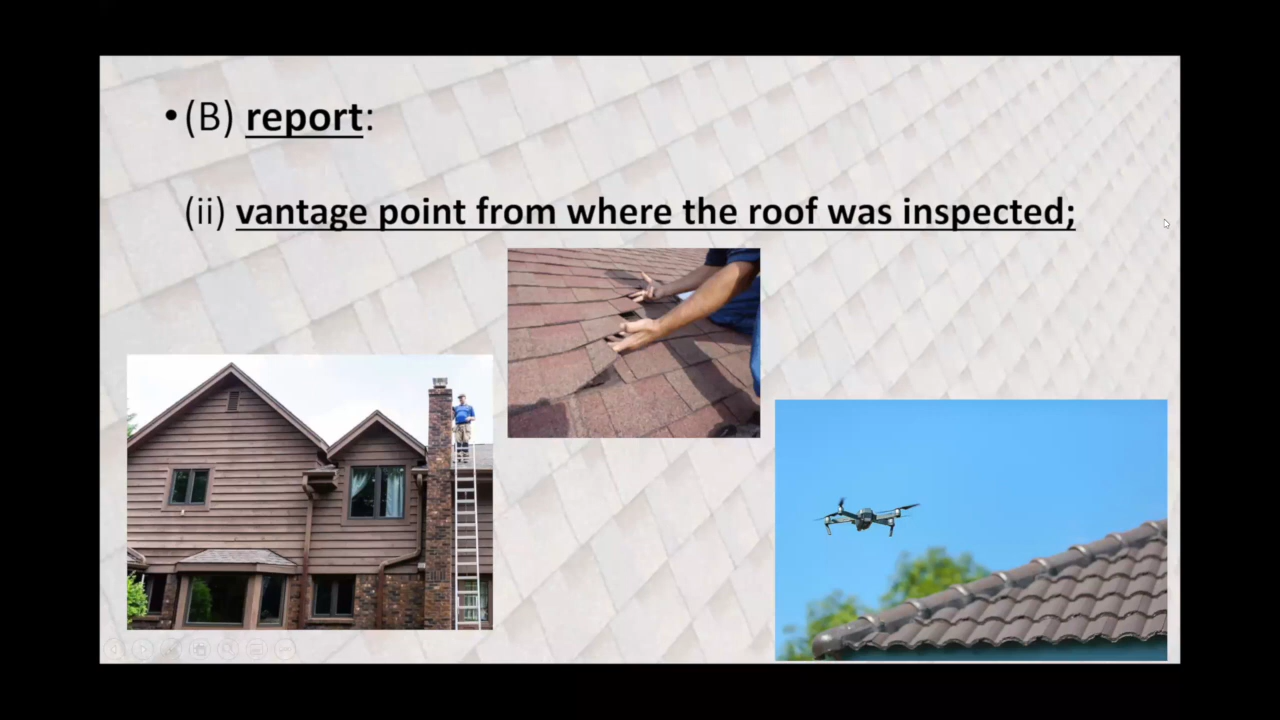 • (B) report:
(ii) vantage point from where the roof was inspected;